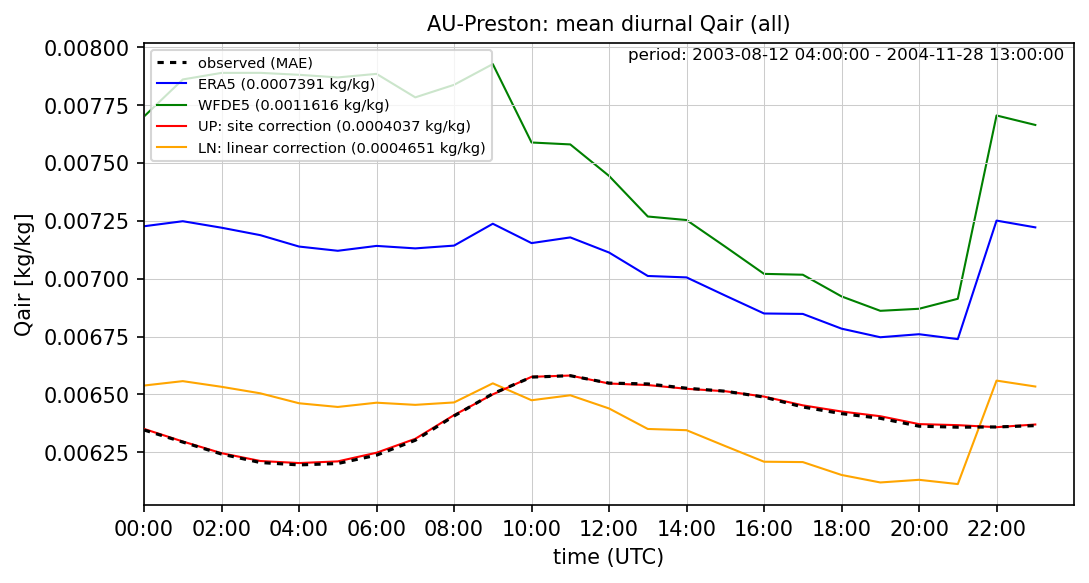 AU-Preston: mean diurnal Qair (all)
period: 2003-08-12 04:00:00 - 2004-11-28 13:00:00
observed (MAE)
ERA5 (0.0007391 kg/kg)
WFDE5 (0.0011616 kg/kg)
UP: site correction (0.0004037 kg/kg)
LN: linear correction (0.0004651 kg/kg)
Qair [kg/kg]
0.00800
0.00775
0.00750
0.00725
0.00700
0.00675
0.00650
0.00625
00:00 02:00 04:00 06:00 08:00 10:00 12:00 14:00 16:00 18:00 20:00 22:00
time (UTC)